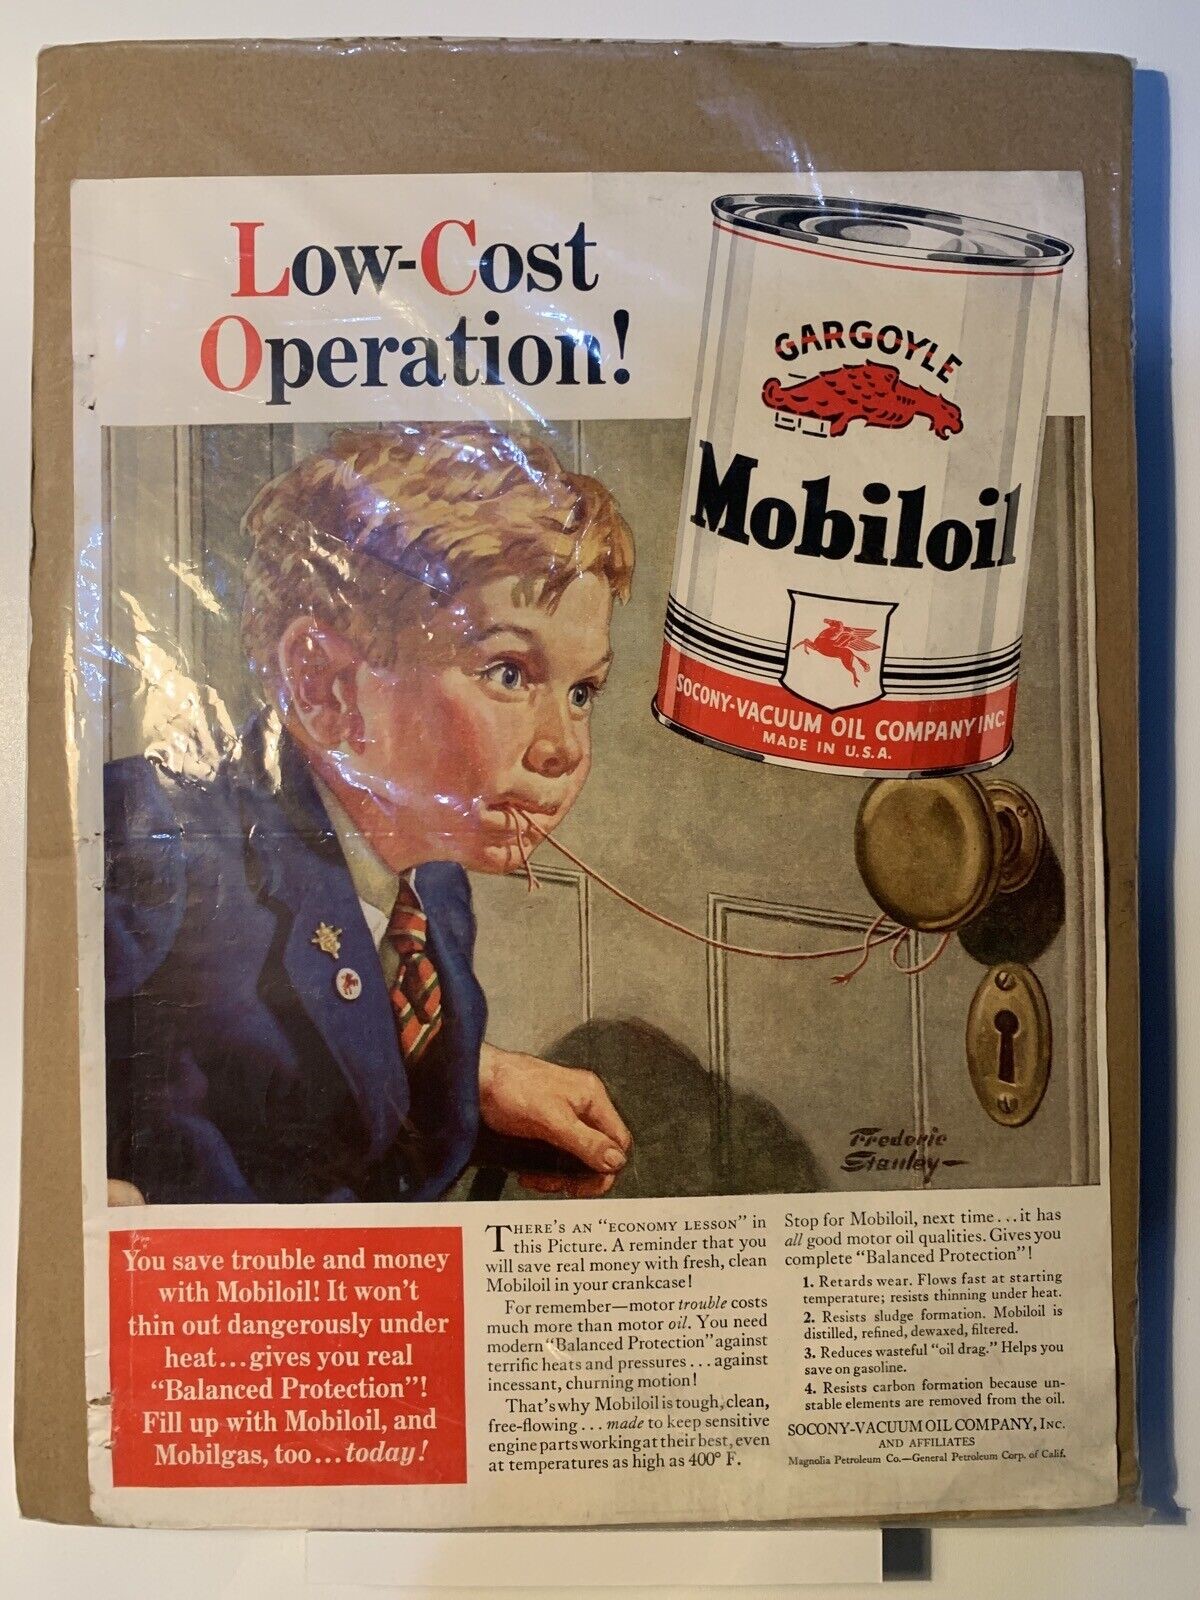 Low-Cost
Operation!
GARGOYLE
Mobiloil
SOCONY-VACUUM OIL COMPANY INC.
MADE IN U.S.A.
Frederic
Stanley
You save trouble and money
with Mobiloil! It won't
thin out dangerously under
heat...gives you real
"Balanced Protection"!
Fill up with Mobiloil, and
Mobilgas, too...today!
THERE'S AN "ECONOMY LESSON" in
this Picture. A reminder that you
will save real money with fresh, clean
Mobiloil in your crankcase!
For remember—motor trouble costs
much more than motor oil. You need
modern "Balanced Protection" against
terrific heats and pressures...against
incessant, churning motion!
That's why Mobiloil is tough, clean,
free-flowing...made to keep sensitive
engine parts working at their best, even
at temperatures as high as 400° F.
Stop for Mobiloil, next time...it has
all good motor oil qualities. Gives you
complete "Balanced Protection"!
1. Retards wear. Flows fast at starting
temperature; resists thinning under heat.
2. Resists sludge formation. Mobiloil is
distilled, refined, dewaxed, filtered.
3. Reduces wasteful "oil drag." Helps you
save on gasoline.
4. Resists carbon formation because un-
stable elements are removed from the oil.
SOCONY-VACUUM OIL COMPANY, INC.
AND AFFILIATES
Magnolia Petroleum Co.—General Petroleum Corp. of Calif.